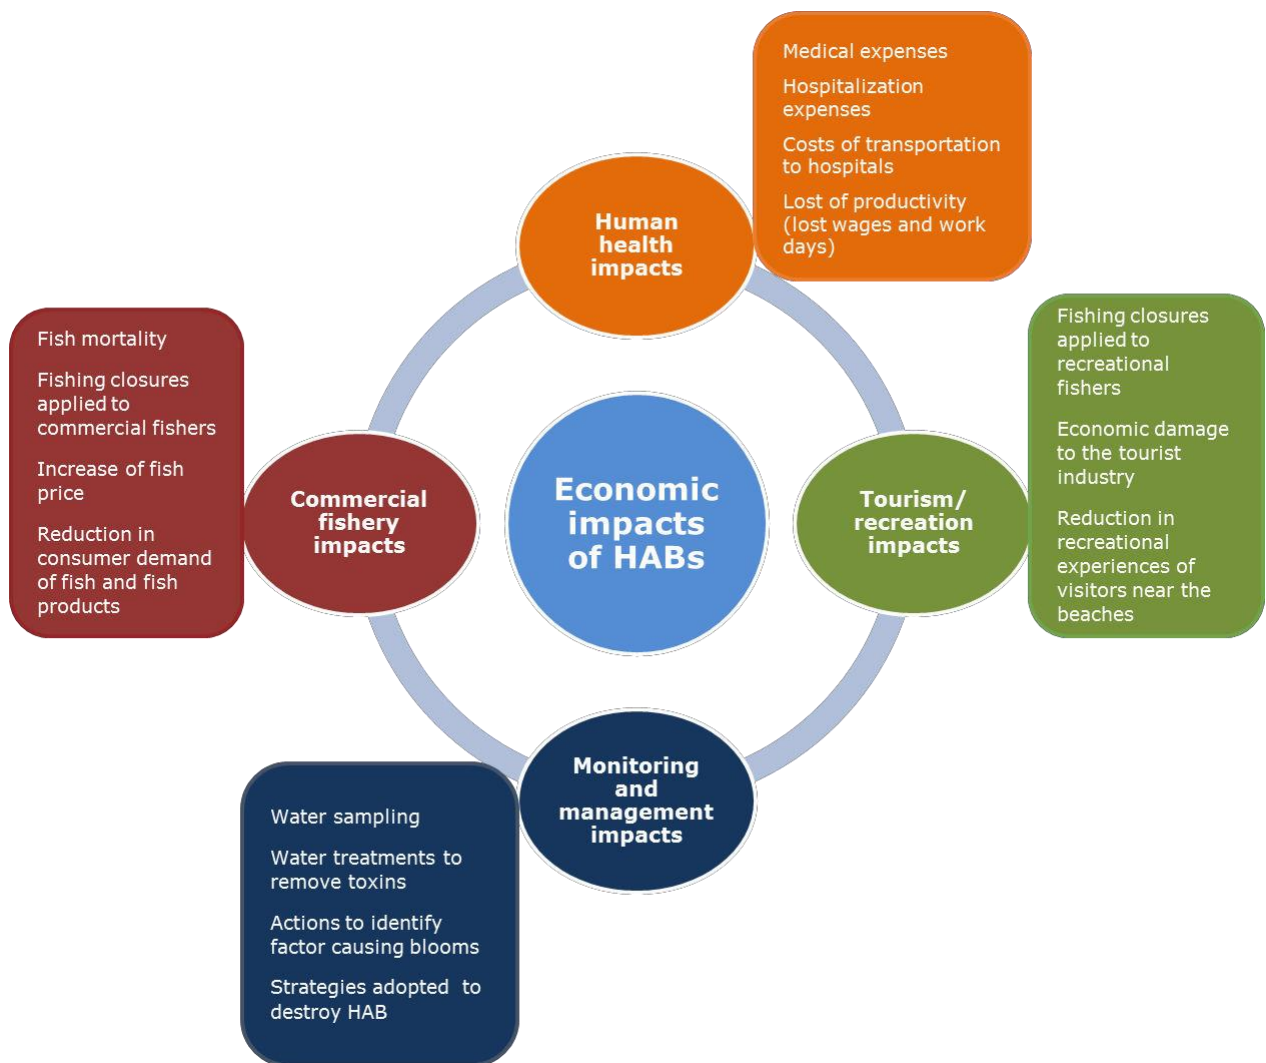 Medical expenses
Hospitalization
expenses
Costs of transportation
to hospitals
Lost of productivity
(lost wages and work
days)
Human
health
impacts
Fish mortality
Fishing closures
applied to
commercial fishers
Increase of fish
price
Reduction in
consumer demand
of fish and fish
products
Commercial
fishery
impacts
Economic
impacts
of HABs
Tourism/
recreation
impacts
Fishing closures
applied to
recreational
fishers
Economic damage
to the tourist
industry
Reduction in
recreational
experiences of
visitors near the
beaches
Monitoring
and
management
impacts
Water sampling
Water treatments to
remove toxins
Actions to identify
factor causing blooms
Strategies adopted  to
destroy HAB